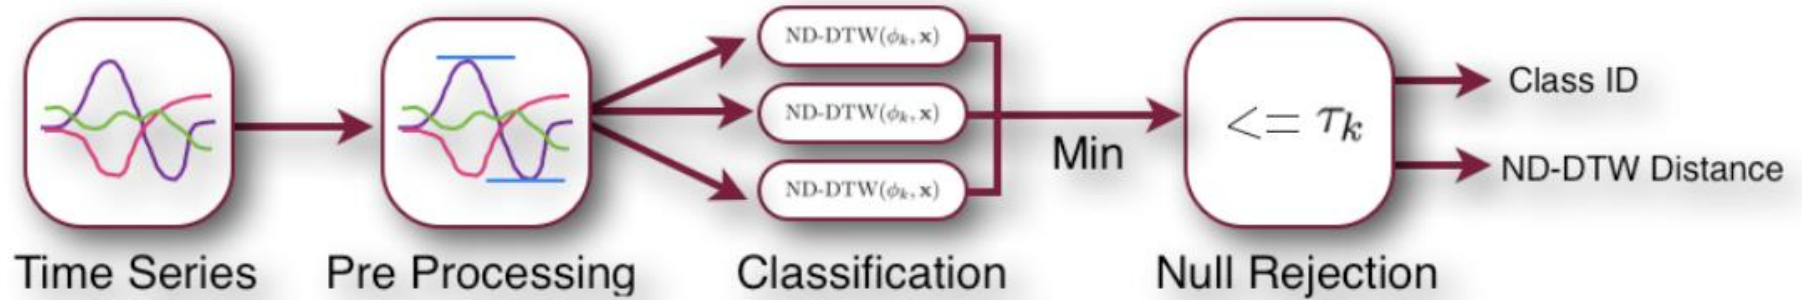 ND-DTW(ϕₖ, x)
ND-DTW(ϕₖ, x)
ND-DTW(ϕₖ, x)
Min
<= τₖ
Class ID
ND-DTW Distance
Time Series
Pre Processing
Classification
Null Rejection